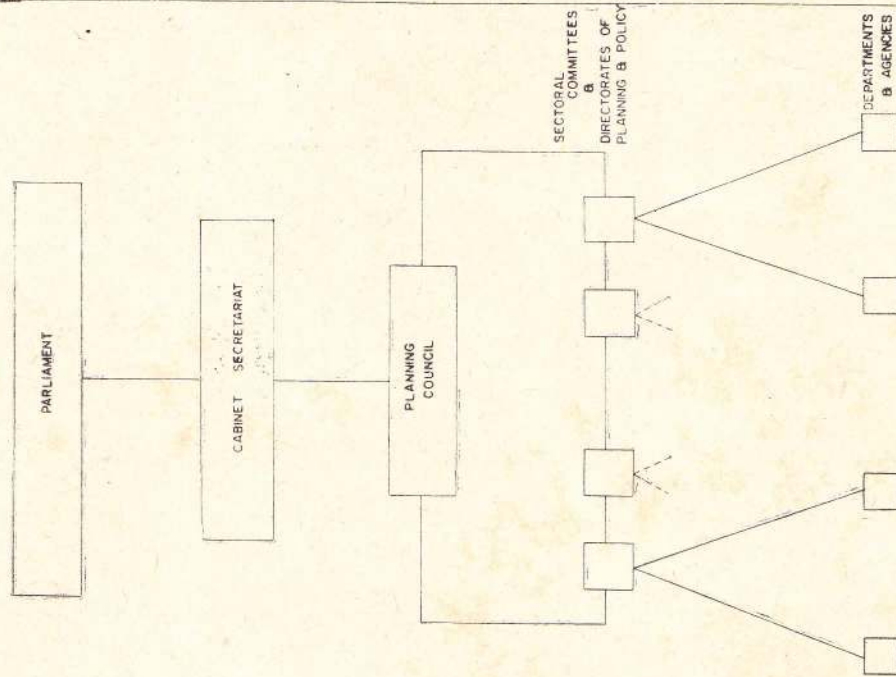 PARLIAMENT
CABINET SECRETARIAT
PLANNING
COUNCIL
SECTORAL
COMMITTEES
&
DIRECTORATES OF
PLANNING & POLICY
DEPARTMENTS
& AGENCIES